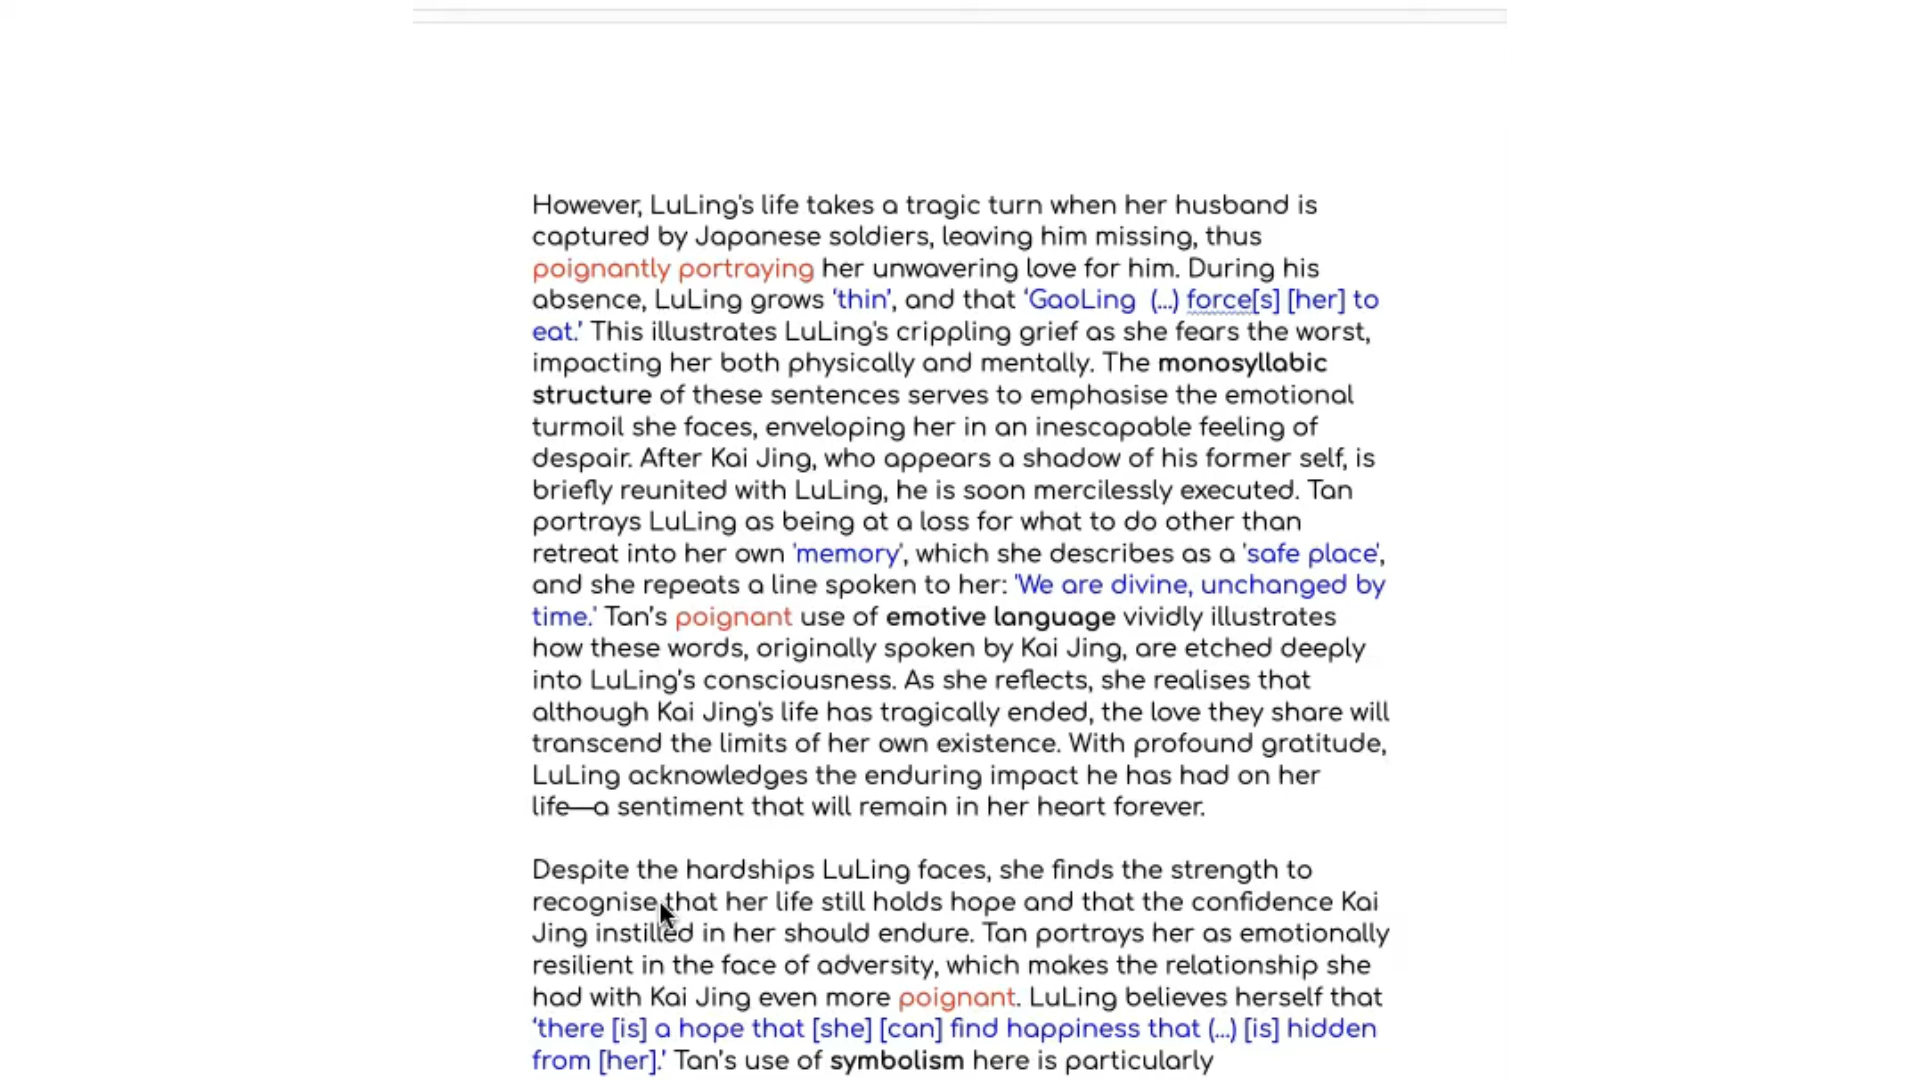 However, LuLing's life takes a tragic turn when her husband is
captured by Japanese soldiers, leaving him missing, thus
poignantly portraying her unwavering love for him. During his
absence, LuLing grows ‘thin’, and that ‘GaoLing (...) force[s] [her] to
eat.’ This illustrates LuLing's crippling grief as she fears the worst,
impacting her both physically and mentally. The monosyllabic
structure of these sentences serves to emphasise the emotional
turmoil she faces, enveloping her in an inescapable feeling of
despair. After Kai Jing, who appears a shadow of his former self, is
briefly reunited with LuLing, he is soon mercilessly executed. Tan
portrays LuLing as being at a loss for what to do other than
retreat into her own 'memory', which she describes as a 'safe place',
and she repeats a line spoken to her: 'We are divine, unchanged by
time.' Tan’s poignant use of emotive language vividly illustrates
how these words, originally spoken by Kai Jing, are etched deeply
into LuLing’s consciousness. As she reflects, she realises that
although Kai Jing's life has tragically ended, the love they share will
transcend the limits of her own existence. With profound gratitude,
LuLing acknowledges the enduring impact he has had on her
life—a sentiment that will remain in her heart forever.
Despite the hardships LuLing faces, she finds the strength to
recognise that her life still holds hope and that the confidence Kai
Jing instilled in her should endure. Tan portrays her as emotionally
resilient in the face of adversity, which makes the relationship she
had with Kai Jing even more poignant. LuLing believes herself that
‘there [is] a hope that [she] [can] find happiness that (...) [is] hidden
from [her].’ Tan’s use of symbolism here is particularly